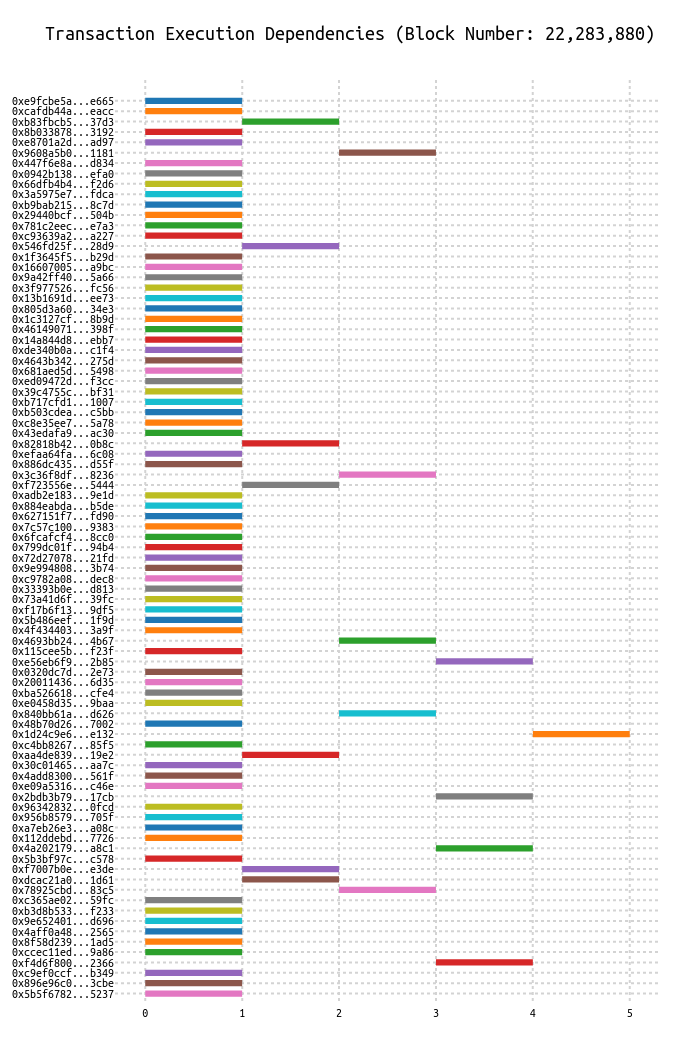 Transaction Execution Dependencies (Block Number: 22,283,880)
0xe9fcbe5a...e665
0xcafdb44a...eacc
0xb83fbcb5...37d3
0x8b033878...3192
0xe8701a2d...ad97
0x9608a5b0...1181
0x447f6e8a...d834
0x0942b138...efa0
0x66dfb4b4...f2d6
0x3a5975e7...fdca
0xb9bab215...8c7d
0x29440bcf...504b
0x781c2eec...e7a3
0xc93639a2...a227
0x546fd25f...28d9
0x1f3645f5...b29d
0x16607005...a9bc
0x9a42ff40...5a66
0x3f977526...fc56
0x13b1691d...ee73
0x805d3a60...34e3
0x1c3127cf...8b9d
0x46149071...398f
0x14a844d8...ebb7
0xde340b0a...c1f4
0x4643b342...275d
0x681aed5d...5498
0xed09472d...f3cc
0x39c4755c...bf31
0xb717cfd1...1007
0xb503cdea...c5bb
0xc8e35ee7...5a78
0x43edafa9...ac30
0x82818b42...0b8c
0xefaa64fa...6c08
0x886dc435...d55f
0x3c36f8df...8236
0xf723556e...5444
0xadb2e183...9e1d
0x884eabda...b5de
0x627151f7...fd90
0x7c57c100...9383
0x6fcafcf4...8cc0
0x799dc01f...94b4
0x72d27078...21fd
0x9e994808...3b74
0xc9782a08...dec8
0x33393b0e...d813
0x73a41d6f...39fc
0xf17b6f13...9df5
0x5b486eef...1f9d
0x4f434403...3a9f
0x4693bb24...4b67
0x115cee5b...f23f
0xe56eb6f9...2b85
0x0320dc7d...2e73
0x20011436...6d35
0xba526618...cfe4
0xe0458d35...9baa
0x840bb61a...d626
0x48b70d26...7002
0x1d24c9e6...e132
0xc4bb8267...85f5
0xaa4de839...19e2
0x30c01465...aa7c
0x4add8300...561f
0xe09a5316...c46e
0x2bdb3b79...17cb
0x96342832...0fcd
0x956b8579...705f
0xa7eb26e3...a08c
0x112ddebd...7726
0x4a202179...a8c1
0x5b3bf97c...c578
0xf7007b0e...e3de
0xdcac21a0...1d61
0x78925cbd...83c5
0xc365ae02...59fc
0xb3d8b533...f233
0x9e652401...d696
0x4aff0a48...2565
0x8f58d239...1ad5
0xccec11ed...9a86
0xf4d6f800...2366
0xc9ef0ccf...b349
0x896e96c0...3cbe
0x5b5f6782...5237
0 1 2 3 4 5